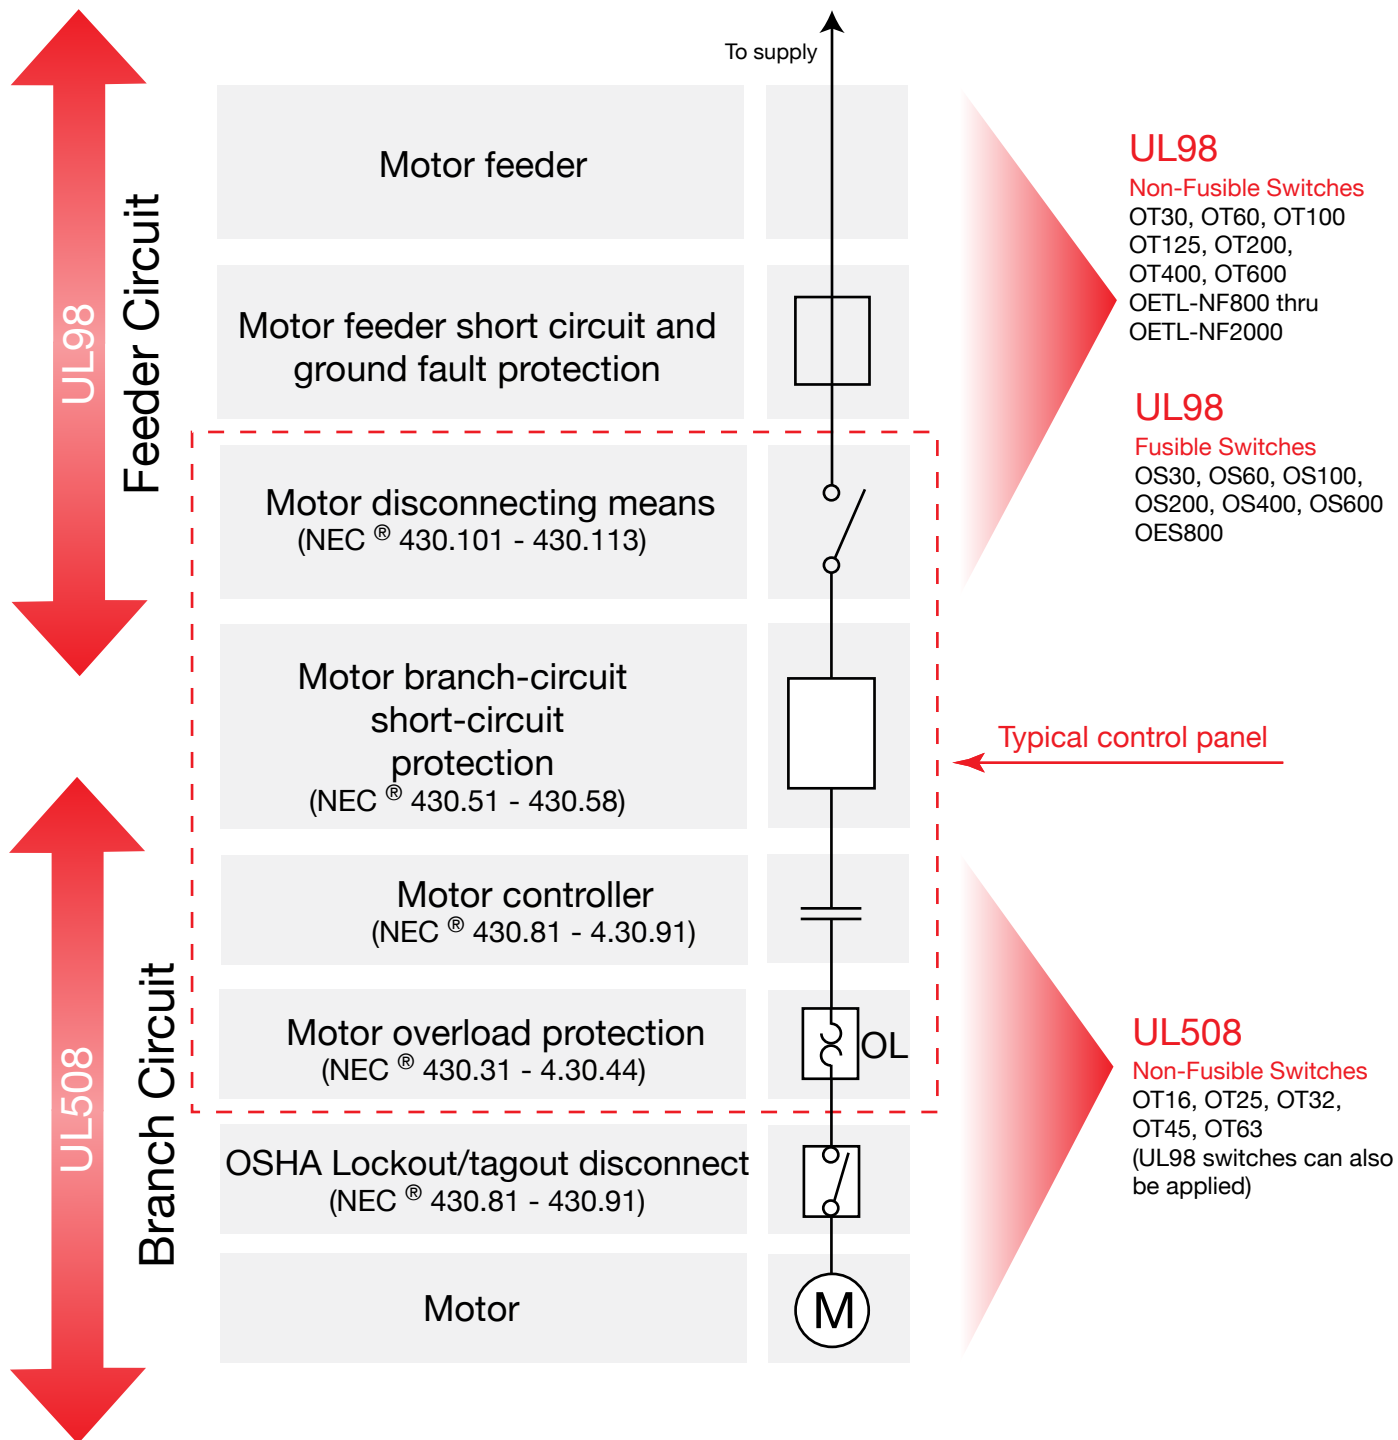 To supply
UL98
Feeder Circuit
Motor feeder
Motor feeder short circuit and
ground fault protection
Motor disconnecting means
(NEC ® 430.101 - 430.113)
Motor branch-circuit
short-circuit
protection
(NEC ® 430.51 - 430.58)
UL508
Branch Circuit
Motor controller
(NEC ® 430.81 - 4.30.91)
Motor overload protection
(NEC ® 430.31 - 4.30.44)
OL
OSHA Lockout/tagout disconnect
(NEC ® 430.81 - 430.91)
Motor
M
UL98
Non-Fusible Switches
OT30, OT60, OT100
OT125, OT200,
OT400, OT600
OETL-NF800 thru
OETL-NF2000
UL98
Fusible Switches
OS30, OS60, OS100,
OS200, OS400, OS600
OES800
Typical control panel
UL508
Non-Fusible Switches
OT16, OT25, OT32,
OT45, OT63
(UL98 switches can also
be applied)